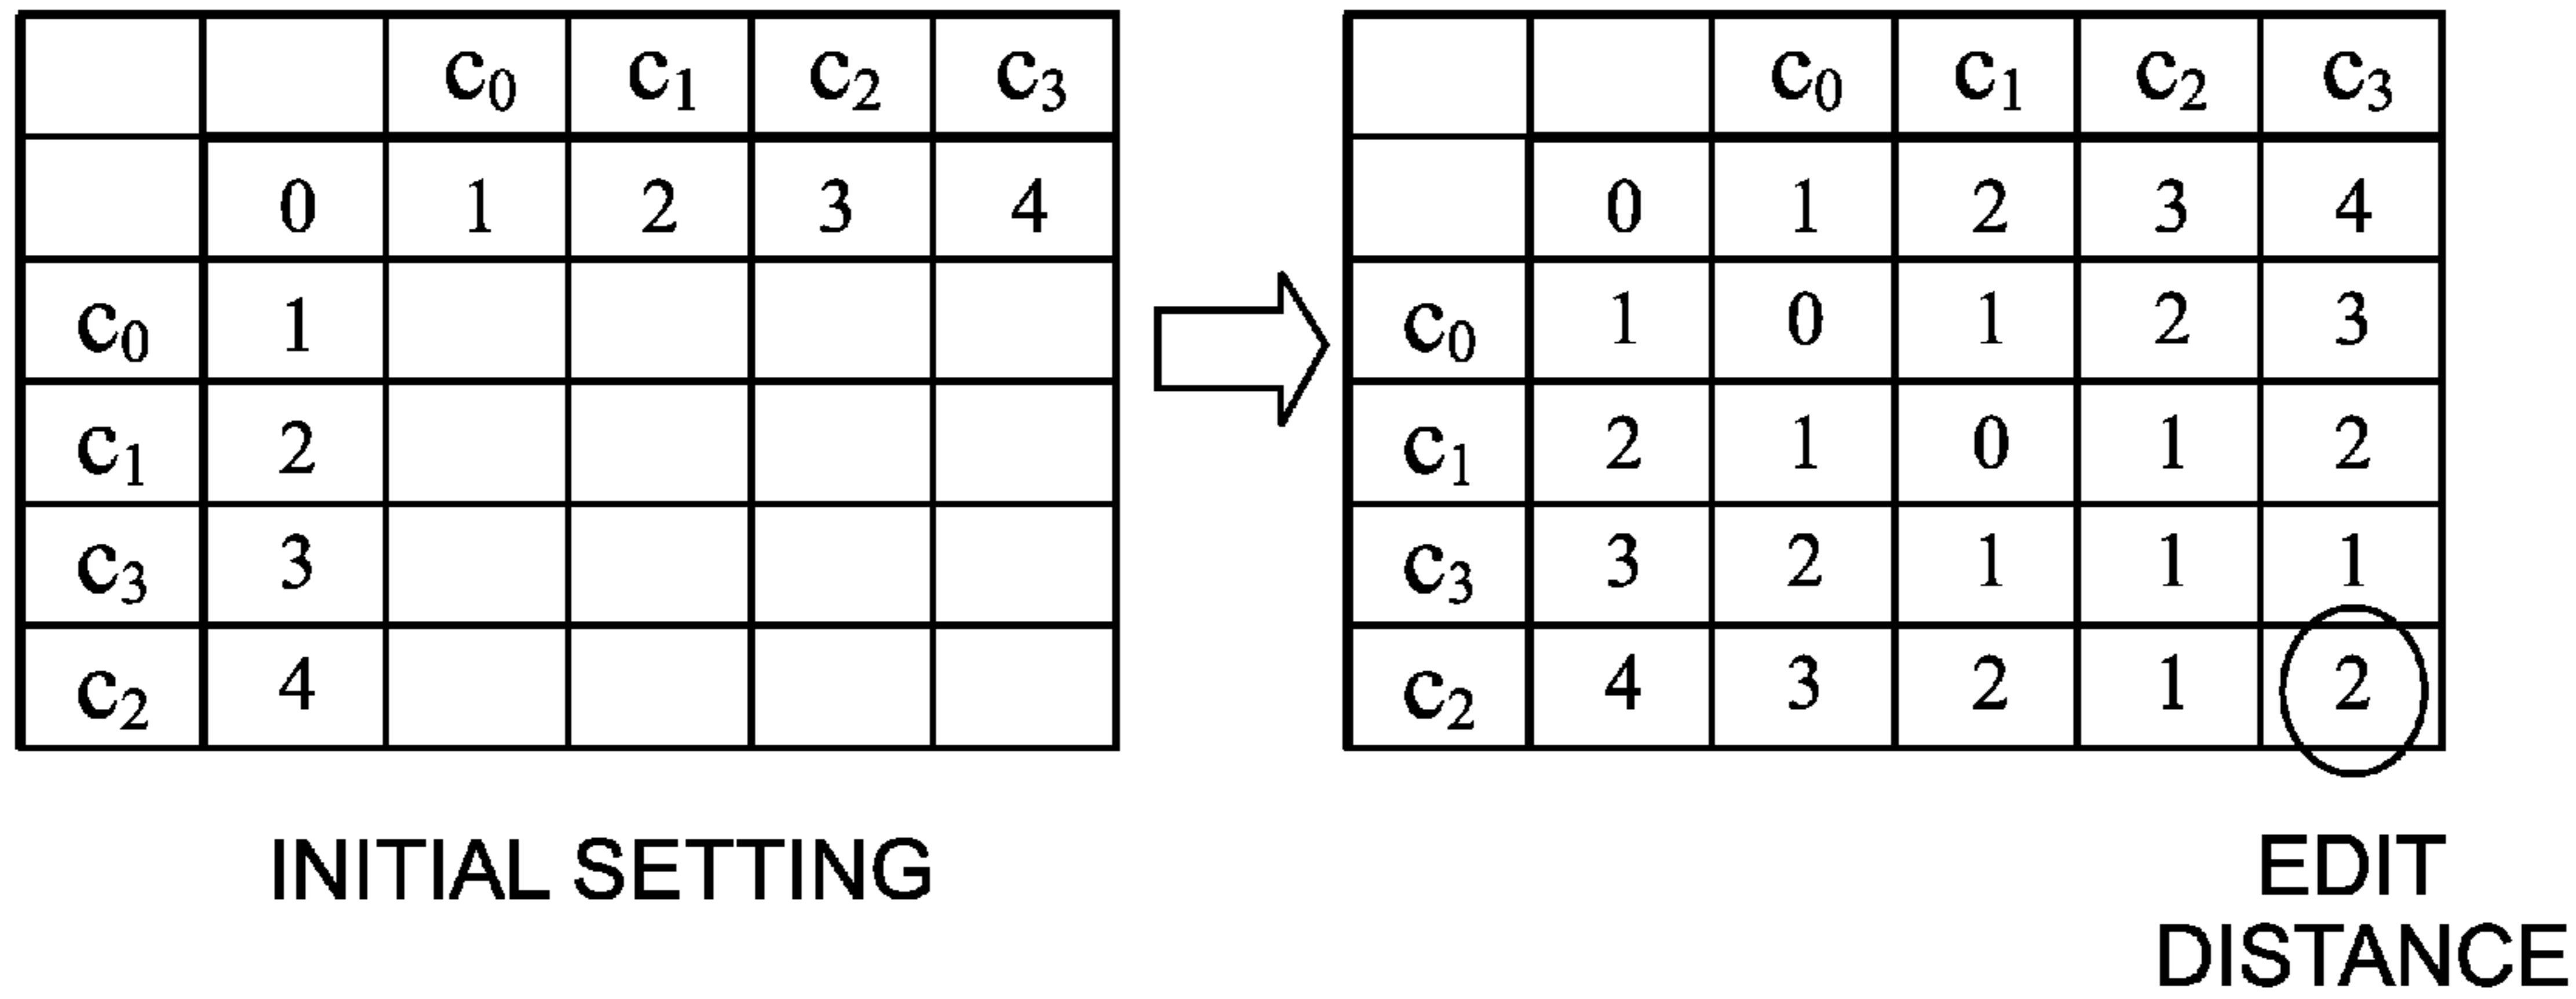 c0 c1 c2 c3
0 1 2 3 4
c0 1
c1 2
c3 3
c2 4
INITIAL SETTING
c0 c1 c2 c3
0 1 2 3 4
c0 1 0 1 2 3
c1 2 1 0 1 2
c3 3 2 1 1 1
c2 4 3 2 1 2
EDIT
DISTANCE